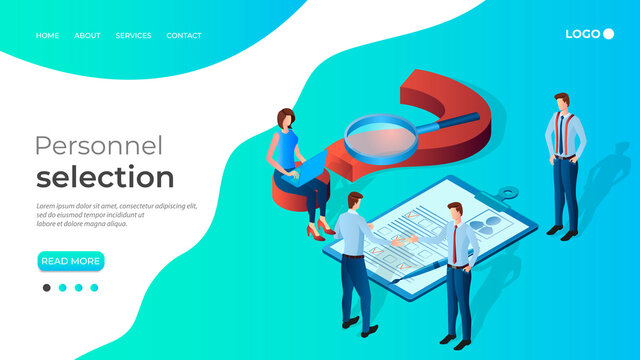 HOME ABOUT SERVICES CONTACT LOGO
Personnel
selection
Lorem ipsum dolor sit amet, consectetur adipiscing
elit, sed do eiusmod tempor incididunt ut
labore et dolore magna aliqua.
READ MORE